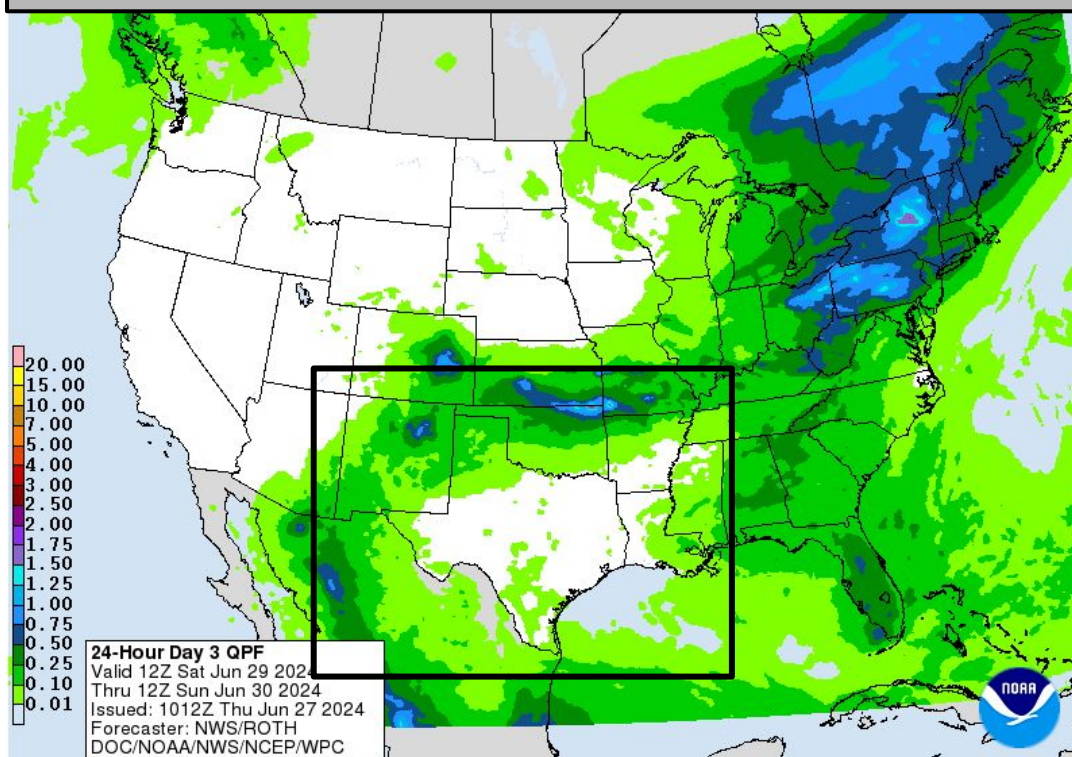 20.00
15.00
10.00
7.00
5.00
4.00
3.00
2.50
2.00
1.75
1.50
1.25
1.00
0.75
0.50
0.25
0.10
0.01
24-Hour Day 3 QPF
Valid 12Z Sat Jun 29 2024
Thru 12Z Sun Jun 30 2024
Issued: 1012Z Thu Jun 27 2024
Forecaster: NWS/ROTH
DOC/NOAA/NWS/NCEP/WPC
NOAA